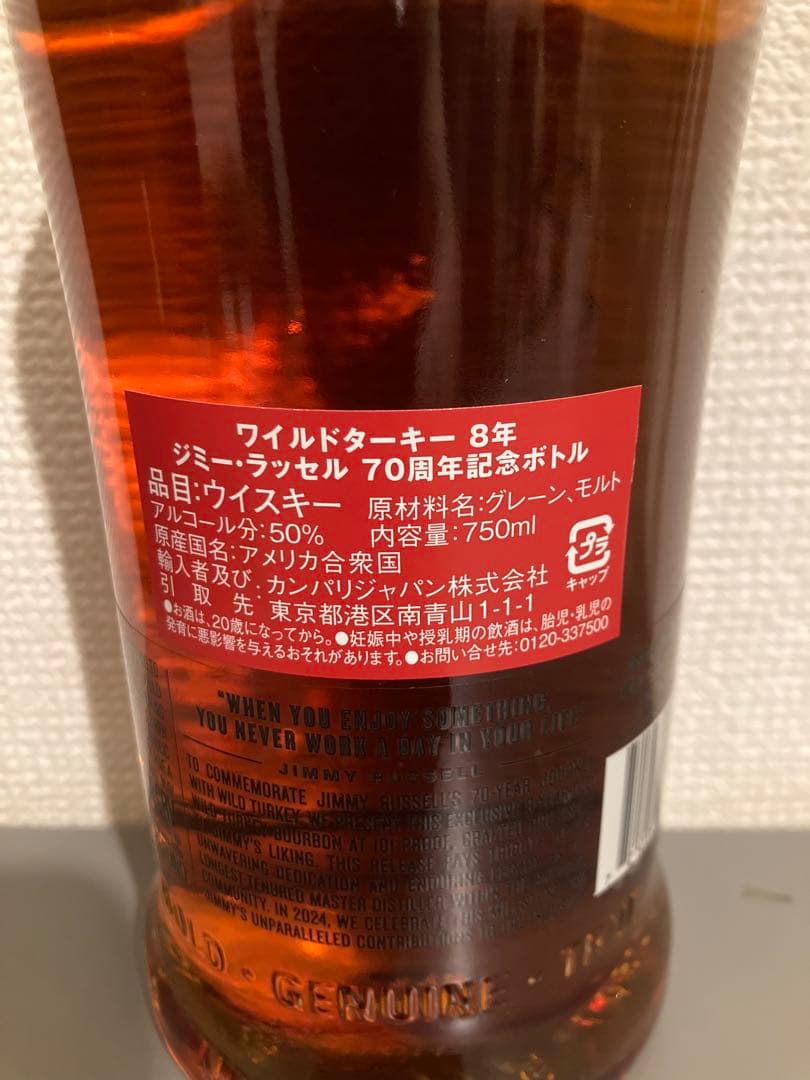 ワイルドターキー 8年
ジミー・ラッセル 70周年記念ボトル
品目:ウイスキー 原材料名:グレーン、モルト
アルコール分:50% 内容量:750ml
原産国名:アメリカ合衆国
輸入者及び:カンパリジャパン株式会社
引取先 東京都港区南青山1-1-1
●お酒は、20歳になってから。●妊娠中や授乳期の飲酒は、胎児・乳児の
発育に悪影響を与えるおそれがあります。●お問い合せ先:0120-337500
プラ
キャップ
"WHEN YOU ENJOY SOMETHING,
YOU NEVER WORK A DAY IN YOUR LIFE"
JIMMY RUSSELL
TO COMMEMORATE JIMMY RUSSELL'S 70-YEAR
WITH WILD TURKEY, WE PRESENT THIS EXCLUSIVE
WILD TURKEY BOURBON AT 101 PROOF, CRAFTED
JIMMY'S LIKING. THIS RELEASE PAYS
UNWAVERING DEDICATION AND ENDURING
LONGEST-TENURED MASTER DISTILLER WITHIN THE
COMMUNITY. IN 2024, WE CELEBRATE
JIMMY'S UNPARALLELED CONTRIBUTIONS
BOLD · GENUINE ·